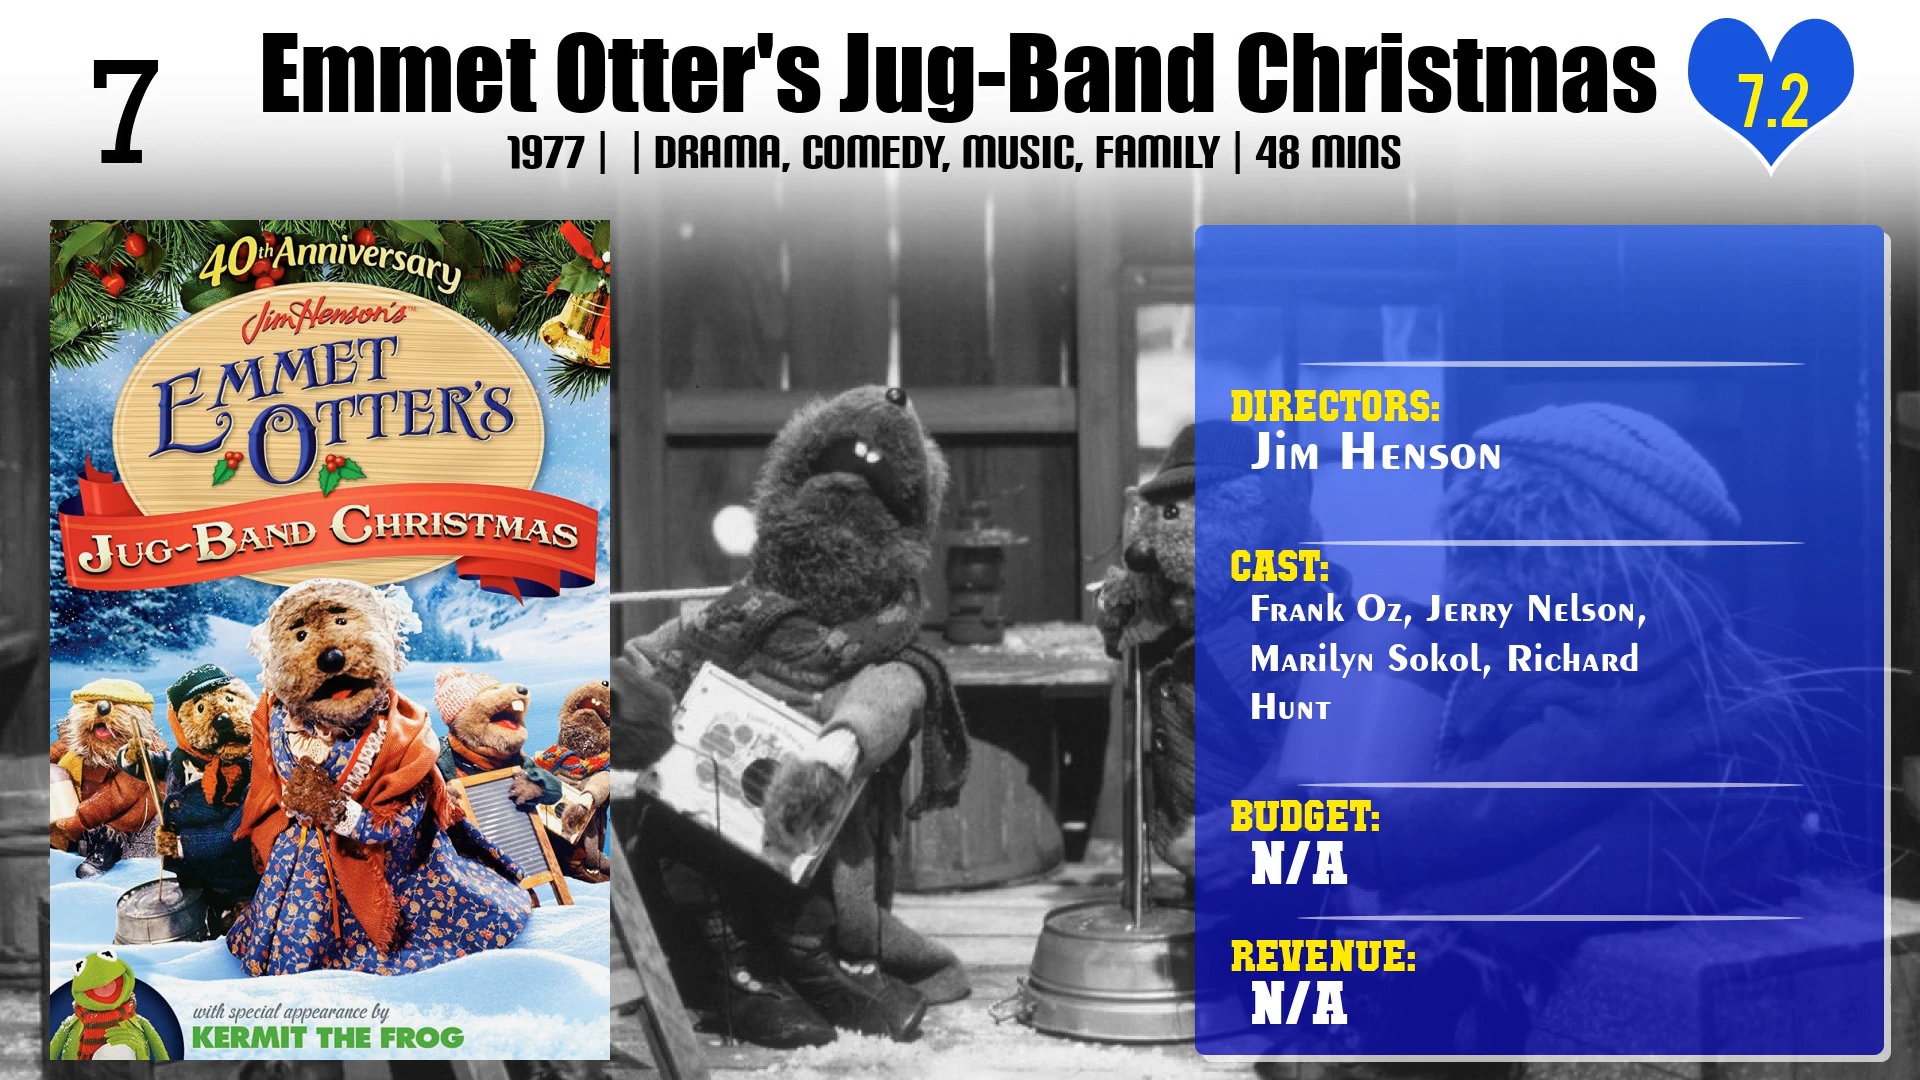 7
Emmet Otter's Jug-Band Christmas
7.2
1977 | | DRAMA, COMEDY, MUSIC, FAMILY | 48 MINS
40th Anniversary
Jim Henson's™
EMMET
OTTER'S
JUG-BAND CHRISTMAS
with special appearance by
KERMIT THE FROG
DIRECTORS:
Jim Henson
CAST:
Frank Oz, Jerry Nelson,
Marilyn Sokol, Richard
Hunt
BUDGET:
N/A
REVENUE:
N/A